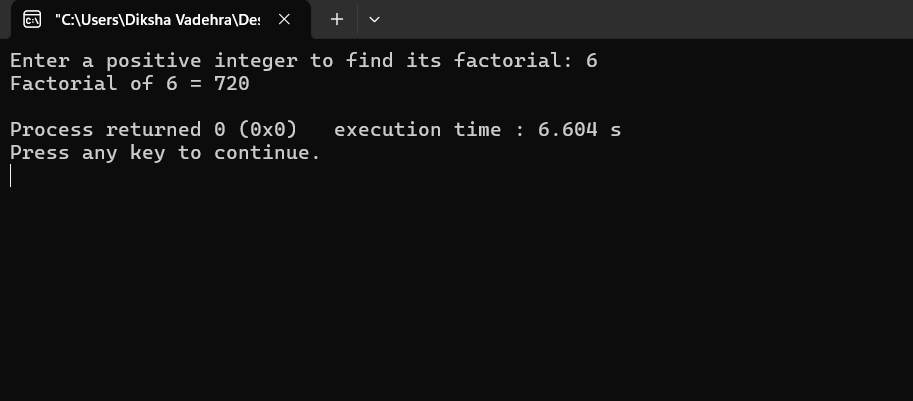 "C:\Users\Diksha Vadehra\Des
Enter a positive integer to find its factorial: 6
Factorial of 6 = 720
Process returned 0 (0x0)   execution time : 6.604 s
Press any key to continue.